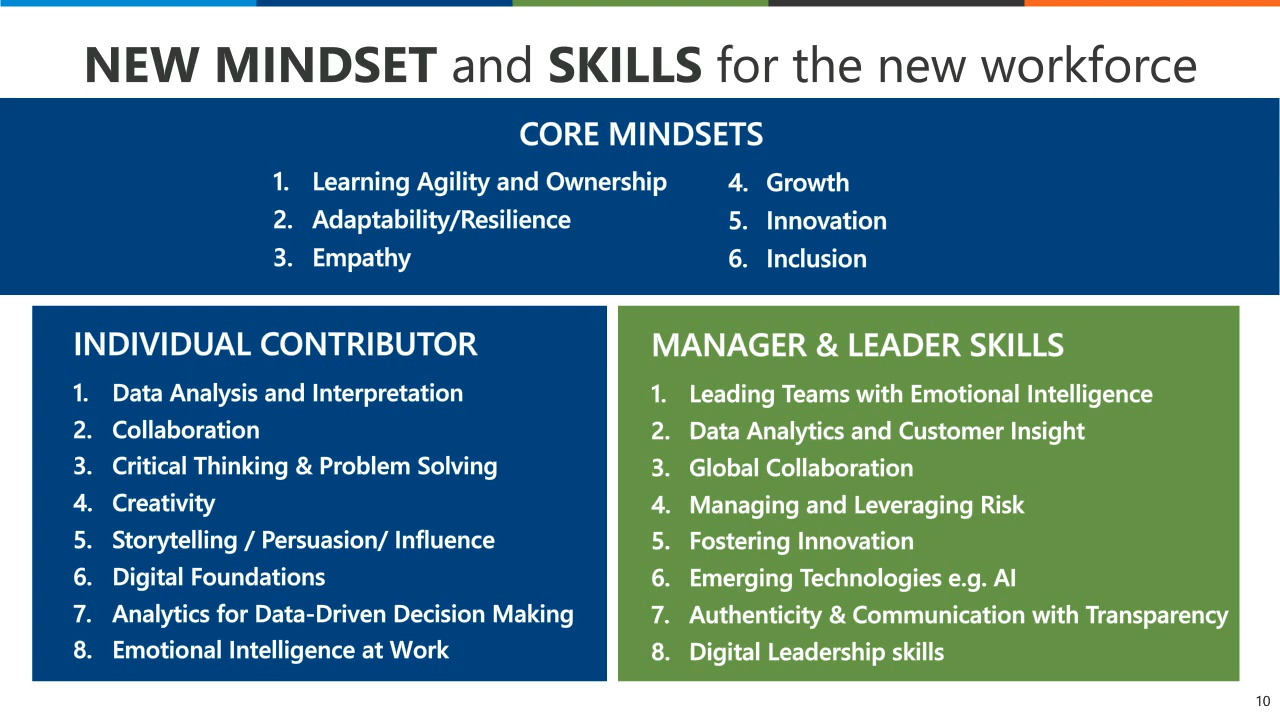 NEW MINDSET and SKILLS for the new workforce
CORE MINDSETS
1. Learning Agility and Ownership
2. Adaptability/Resilience
3. Empathy
4. Growth
5. Innovation
6. Inclusion
INDIVIDUAL CONTRIBUTOR
1. Data Analysis and Interpretation
2. Collaboration
3. Critical Thinking & Problem Solving
4. Creativity
5. Storytelling / Persuasion/ Influence
6. Digital Foundations
7. Analytics for Data-Driven Decision Making
8. Emotional Intelligence at Work
MANAGER & LEADER SKILLS
1. Leading Teams with Emotional Intelligence
2. Data Analytics and Customer Insight
3. Global Collaboration
4. Managing and Leveraging Risk
5. Fostering Innovation
6. Emerging Technologies e.g. AI
7. Authenticity & Communication with Transparency
8. Digital Leadership skills
10